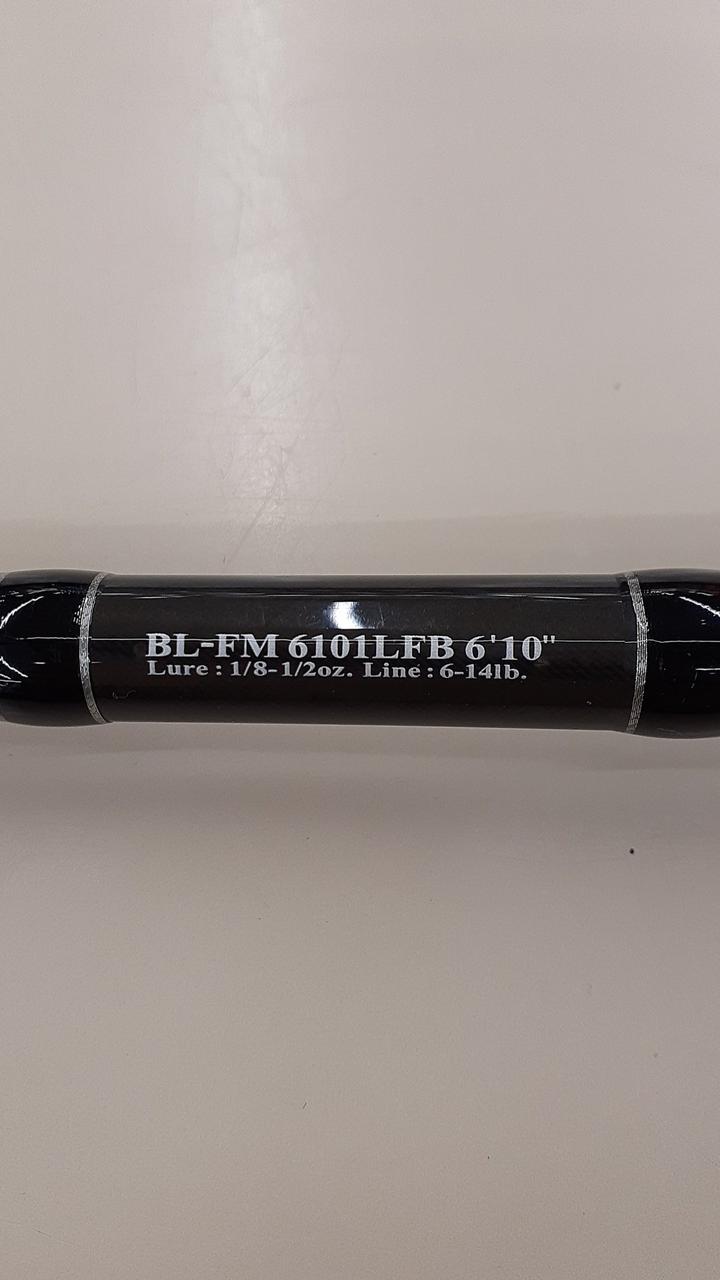 BL-FM 6101LFB 6'10"
Lure : 1/8-1/2oz. Line : 6-14lb.